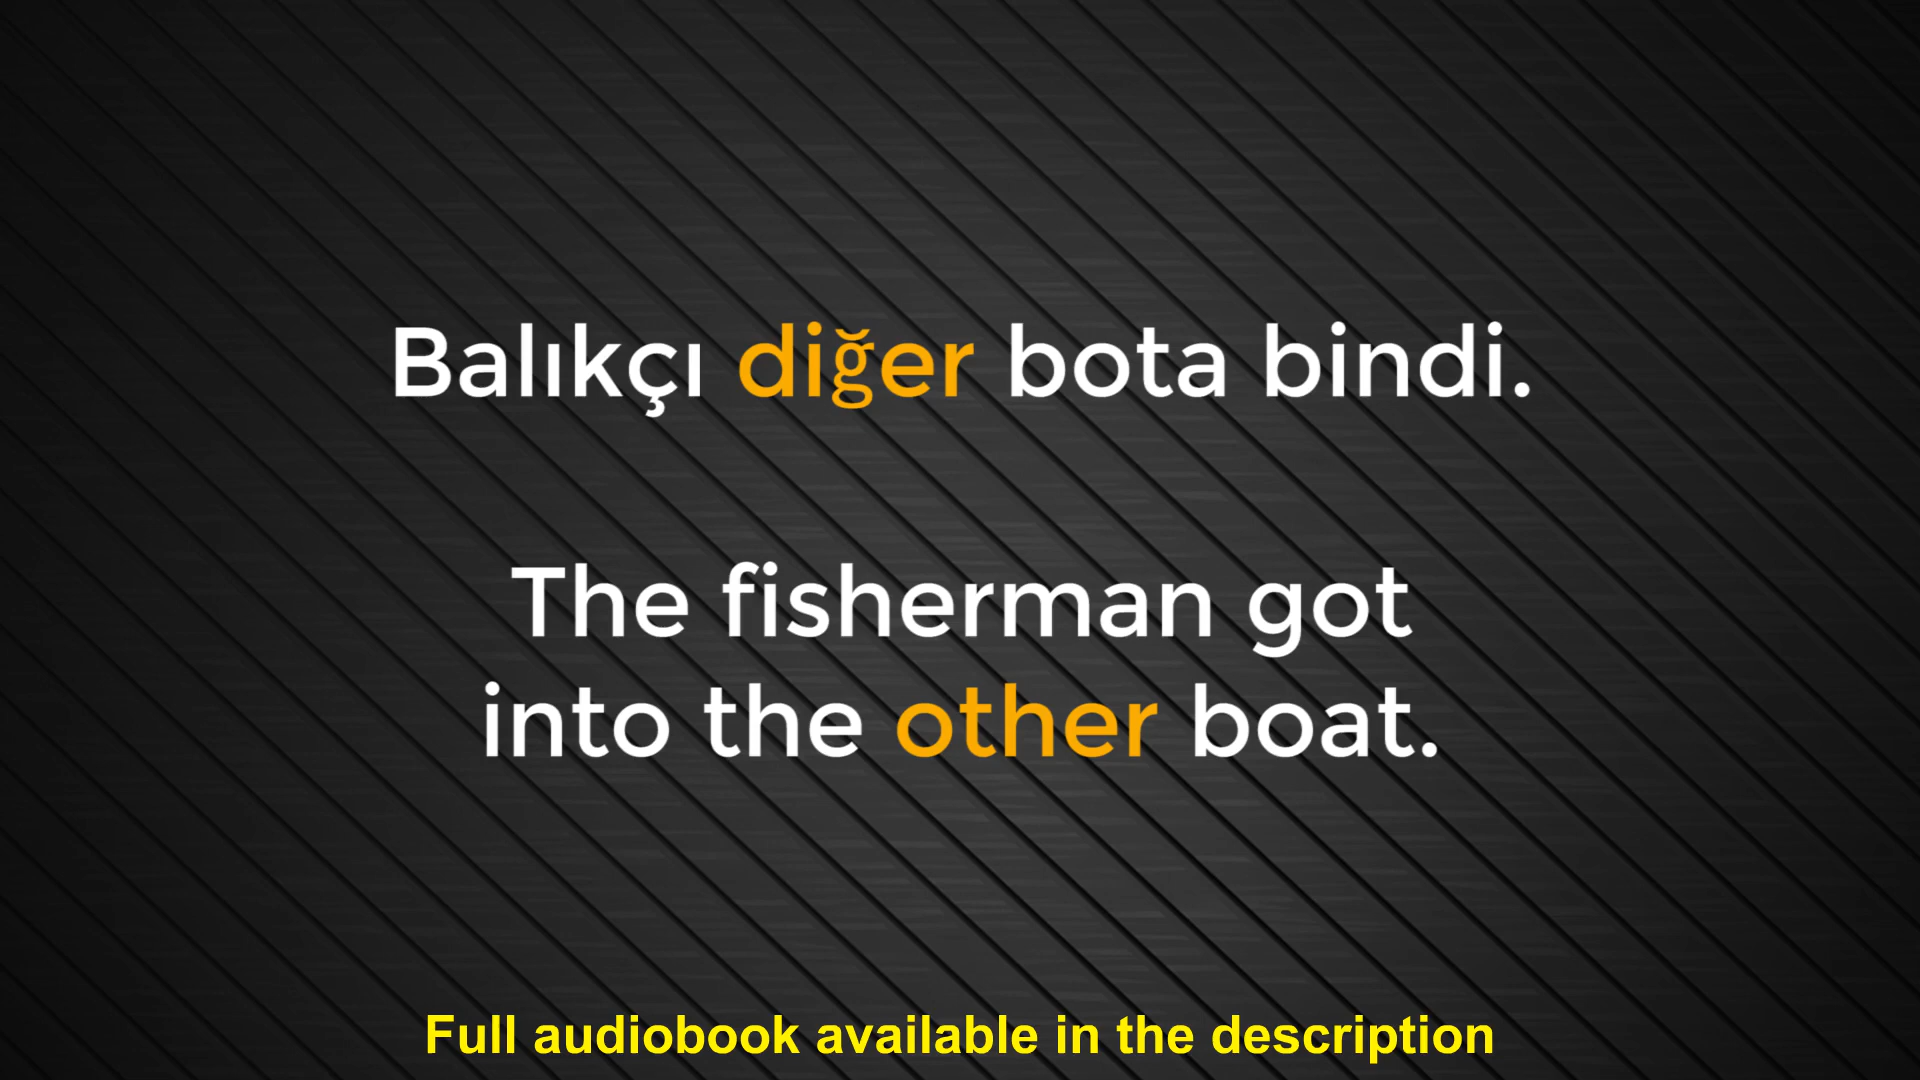 Balıkçı diğer bota bindi.
The fisherman got
into the other boat.
Full audiobook available in the description